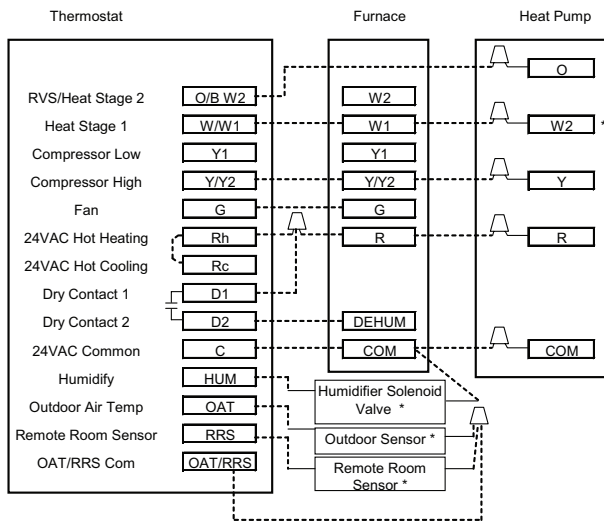 Thermostat Furnace Heat Pump
O
RVS/Heat Stage 2 O/B W2 W2
Heat Stage 1 W/W1 W1 W2 *
Compressor Low Y1 Y1
Compressor High Y/Y2 Y/Y2 Y
Fan G G
24VAC Hot Heating Rh R R
24VAC Hot Cooling Rc
Dry Contact 1 D1
Dry Contact 2 D2 DEHUM
24VAC Common C COM COM
Humidify HUM
Humidifier Solenoid
Valve *
Outdoor Air Temp OAT
Outdoor Sensor *
Remote Room Sensor RRS
Remote Room
Sensor *
OAT/RRS Com OAT/RRS